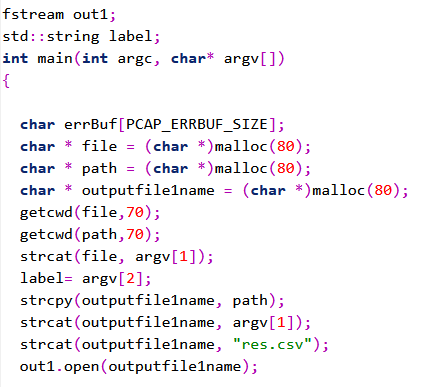 fstream out1;
std::string label;
int main(int argc, char* argv[])
{
char errBuf[PCAP_ERRBUF_SIZE];
char * file = (char *)malloc(80);
char * path = (char *)malloc(80);
char * outputfile1name = (char *)malloc(80);
getcwd(file,70);
getcwd(path,70);
strcat(file, argv[1]);
label= argv[2];
strcpy(outputfile1name, path);
strcat(outputfile1name, argv[1]);
strcat(outputfile1name, "res.csv");
out1.open(outputfile1name);